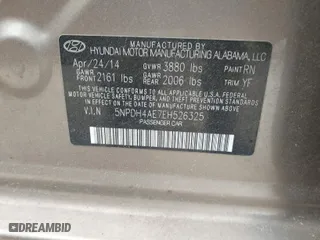 MANUFACTURED BY
HYUNDAI MOTOR MANUFACTURING ALABAMA, LLC
Apr/24/14 GVWR 3880 lbs PAINT RN
GAWR FRONT 2161 lbs GAWR REAR 2006 lbs TRIM YF
THIS VEHICLE CONFORMS TO ALL APPLICABLE U.S. FEDERAL
MOTOR VEHICLE SAFETY, BUMPER, AND THEFT PREVENTION
STANDARDS IN EFFECT ON THE DATE OF MANUFACTURE
SHOWN ABOVE.
V.I.N 5NPDH4AE7EH526325
PASSENGER CAR